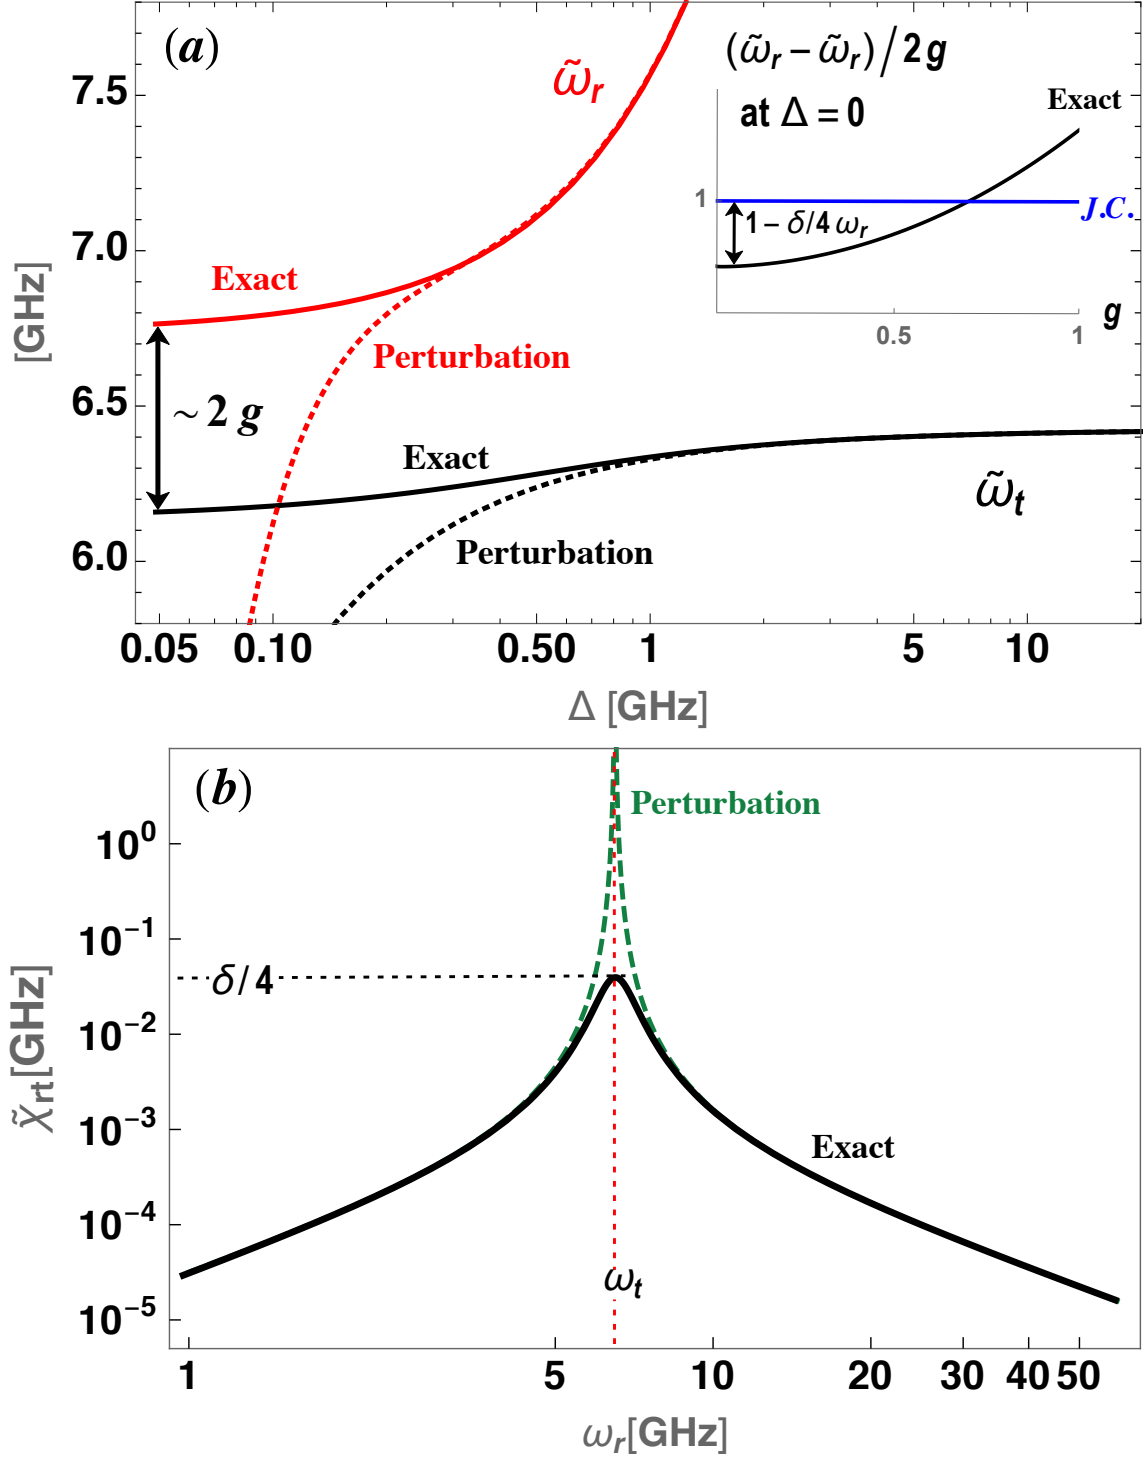 (a)
ω̃r
(ω̃r − ω̃r)/2 g
at Δ = 0
Exact
1
J.C.
1 − δ/4 ωr
0.5
1
g
7.5
7.0
6.5
6.0
[GHz]
Exact
Perturbation
~ 2 g
Exact
ω̃t
Perturbation
0.05 0.10 0.50 1 5 10
Δ [GHz]
(b)
Perturbation
10^0
10^−1
δ/4
10^−2
10^−3
10^−4
10^−5
χ̃rt[GHz]
Exact
ωt
1 5 10 20 30 40 50
ωr[GHz]